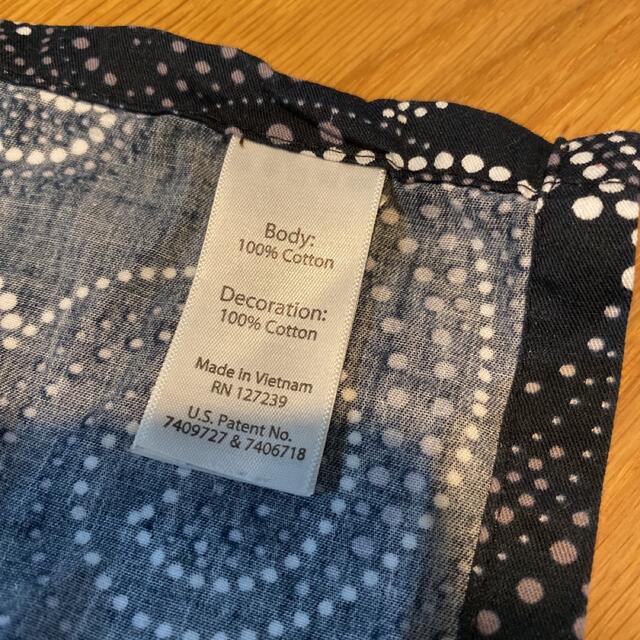 Body:
100% Cotton
Decoration:
100% Cotton
Made in Vietnam
RN 127239
U.S. Patent No.
7409727 & 7406718